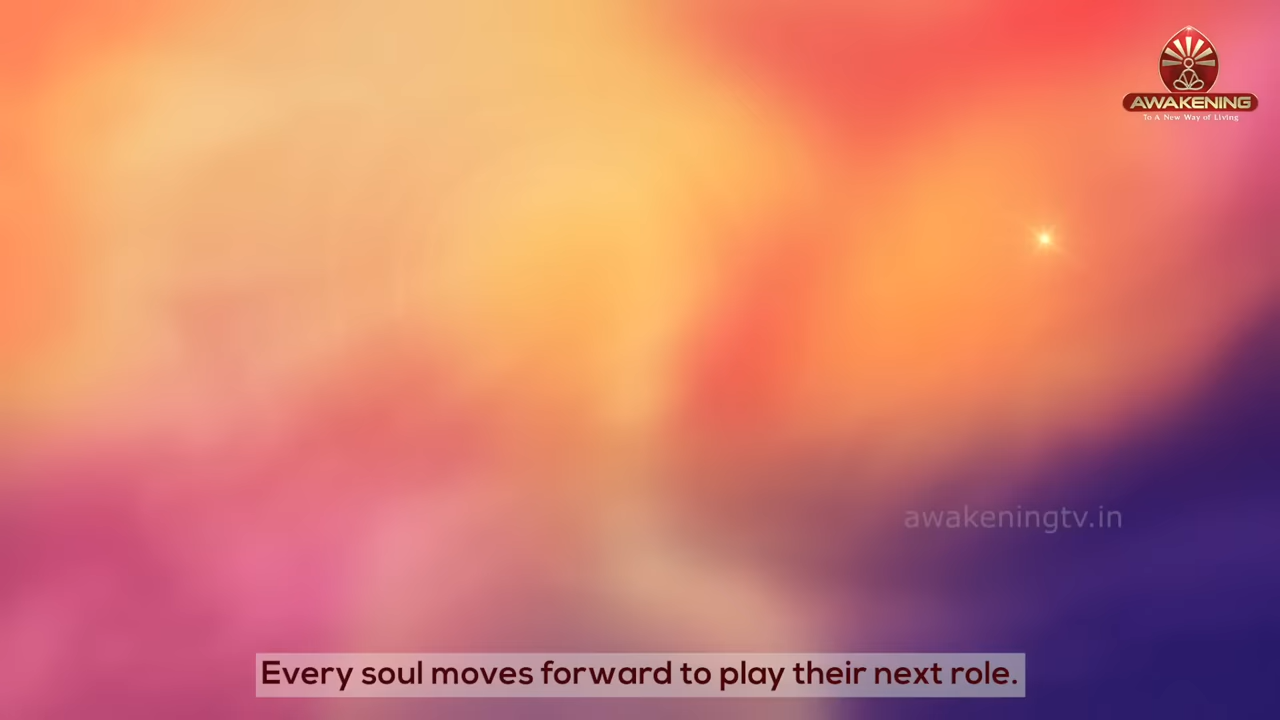 AWAKENING
To A New Way of Living
awakeningtv.in
Every soul moves forward to play their next role.